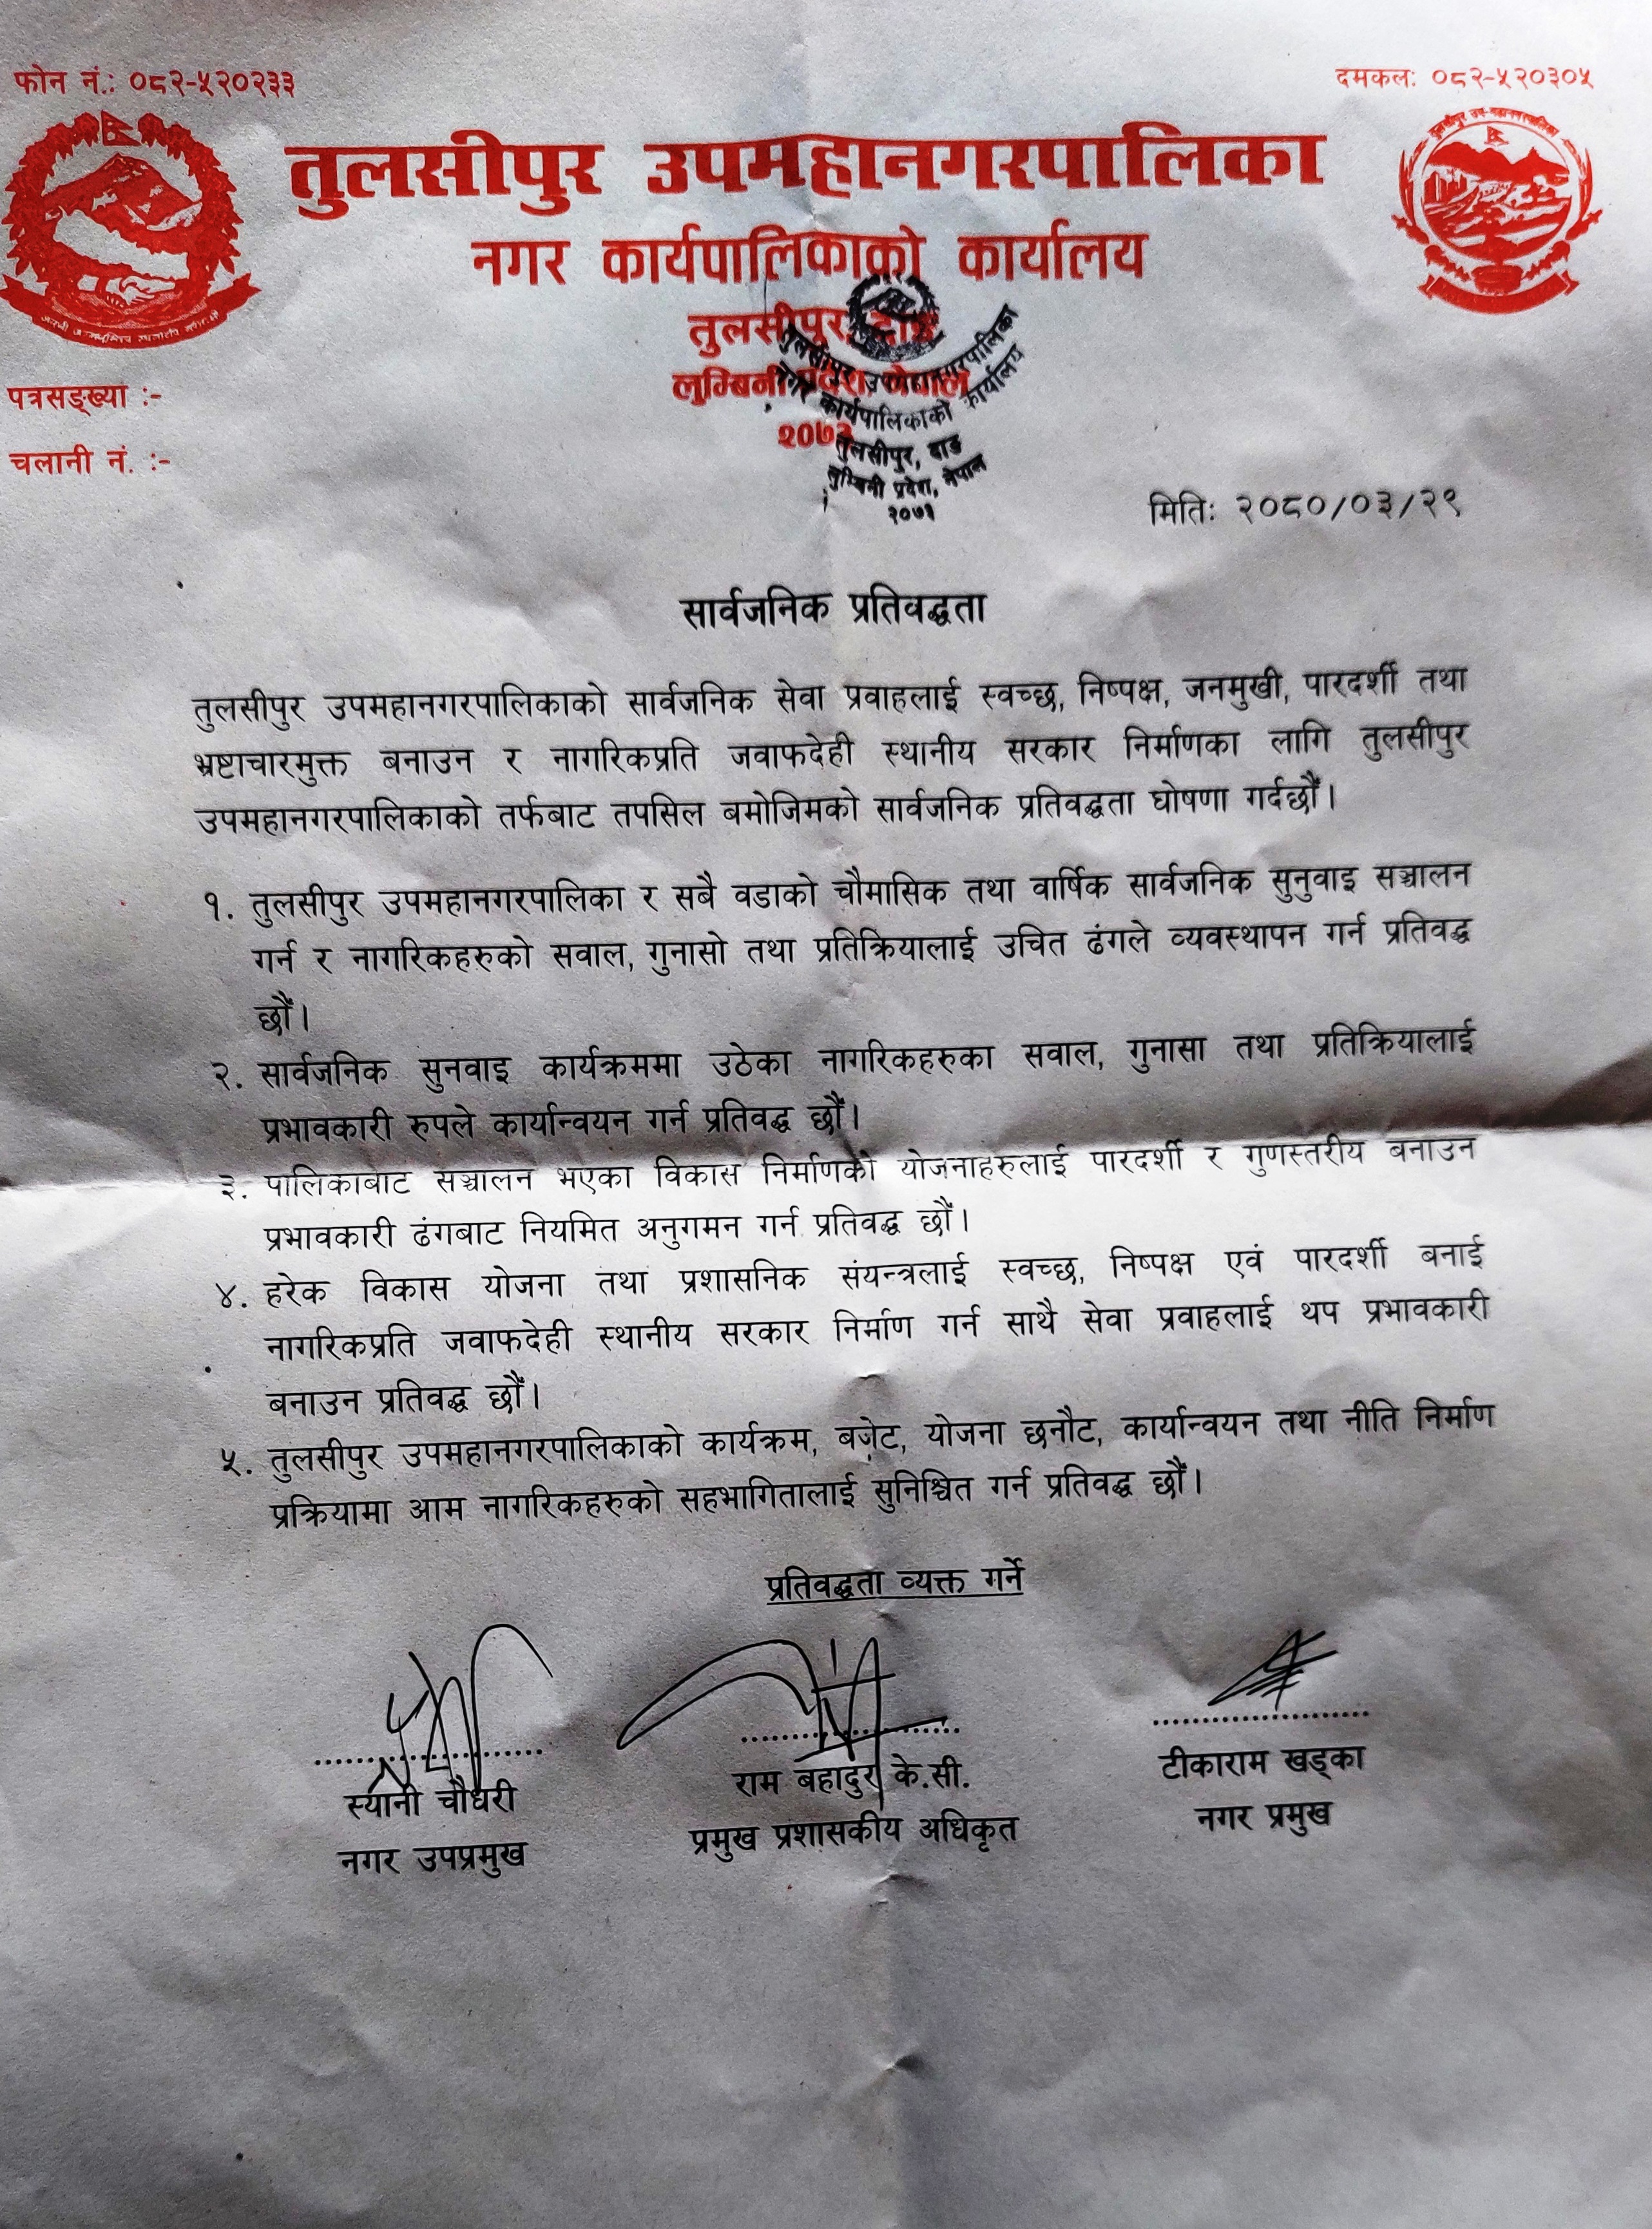 फोन नं.: ०८२-५२०२३३
दमकल: ०८२-५२०३०५
तुलसीपुर उपमहानगरपालिका
नगर कार्यपालिकाको कार्यालय
तुलसीपुर, दाङ
लुम्बिनी प्रदेश, नेपाल
२०७३
तुलसीपुर उपमहानगरपालिका
नगर कार्यपालिकाको कार्यालय
तुलसीपुर, दाङ
लुम्बिनी प्रदेश, नेपाल
२०७३
पत्रसङ्ख्या :-
चलानी नं. :-
मितिः २०८०/०३/२९
सार्वजनिक प्रतिवद्धता
तुलसीपुर उपमहानगरपालिकाको सार्वजनिक सेवा प्रवाहलाई स्वच्छ, निष्पक्ष, जनमुखी, पारदर्शी तथा
भ्रष्टाचारमुक्त बनाउन र नागरिकप्रति जवाफदेही स्थानीय सरकार निर्माणका लागि तुलसीपुर
उपमहानगरपालिकाको तर्फबाट तपसिल बमोजिमको सार्वजनिक प्रतिवद्धता घोषणा गर्दछौं।
१. तुलसीपुर उपमहानगरपालिका र सबै वडाको चौमासिक तथा वार्षिक सार्वजनिक सुनुवाइ सञ्चालन
गर्न र नागरिकहरुको सवाल, गुनासो तथा प्रतिक्रियालाई उचित ढंगले व्यवस्थापन गर्न प्रतिवद्ध
छौं।
२. सार्वजनिक सुनवाइ कार्यक्रममा उठेका नागरिकहरुका सवाल, गुनासा तथा प्रतिक्रियालाई
प्रभावकारी रुपले कार्यान्वयन गर्न प्रतिवद्ध छौं।
३. पालिकाबाट सञ्चालन भएका विकास निर्माणको योजनाहरुलाई पारदर्शी र गुणस्तरीय बनाउन
प्रभावकारी ढंगबाट नियमित अनुगमन गर्न प्रतिवद्ध छौं।
४. हरेक विकास योजना तथा प्रशासनिक संयन्त्रलाई स्वच्छ, निष्पक्ष एवं पारदर्शी बनाई
नागरिकप्रति जवाफदेही स्थानीय सरकार निर्माण गर्न साथै सेवा प्रवाहलाई थप प्रभावकारी
बनाउन प्रतिवद्ध छौं।
५. तुलसीपुर उपमहानगरपालिकाको कार्यक्रम, बजेट, योजना छनौट, कार्यान्वयन तथा नीति निर्माण
प्रक्रियामा आम नागरिकहरुको सहभागितालाई सुनिश्चित गर्न प्रतिवद्ध छौं।
प्रतिवद्धता व्यक्त गर्ने
स्यानी चौधरी
नगर उपप्रमुख
राम बहादुर के.सी.
प्रमुख प्रशासकीय अधिकृत
टीकाराम खड्का
नगर प्रमुख